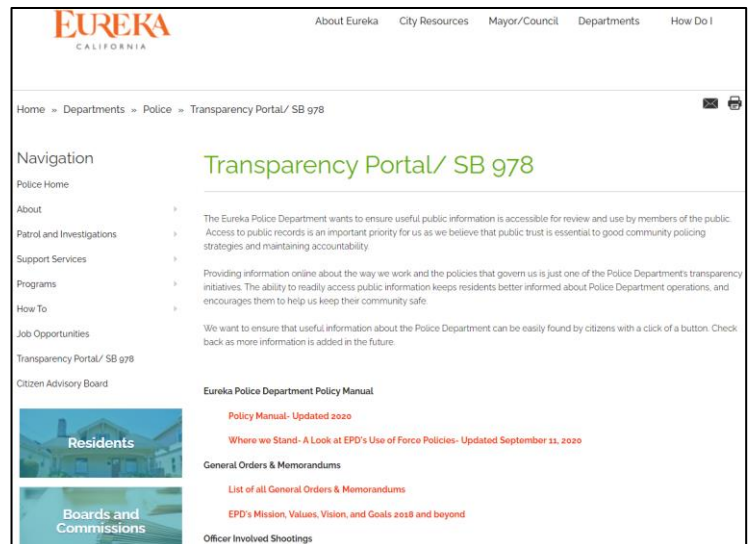 EUREKA
CALIFORNIA
About Eureka City Resources Mayor/Council Departments How Do I
Home » Departments » Police » Transparency Portal/ SB 978
Navigation
Police Home
About
Patrol and Investigations
Support Services
Programs
How To
Job Opportunities
Transparency Portal/ SB 978
Citizen Advisory Board
Residents
Boards and
Commissions
Transparency Portal/ SB 978
The Eureka Police Department wants to ensure useful public information is accessible for review and use by members of the public.
Access to public records is an important priority for us as we believe that public trust is essential to good community policing
strategies and maintaining accountability.
Providing information online about the way we work and the policies that govern us is just one of the Police Department's transparency
initiatives. The ability to readily access public information keeps residents better informed about Police Department operations, and
encourages them to help us keep their community safe.
We want to ensure that useful information about the Police Department can be easily found by citizens with a click of a button. Check
back as more information is added in the future.
Eureka Police Department Policy Manual
Policy Manual- Updated 2020
Where we Stand- A Look at EPD's Use of Force Policies- Updated September 11, 2020
General Orders & Memorandums
List of all General Orders & Memorandums
EPD's Mission, Values, Vision, and Goals 2018 and beyond
Officer Involved Shootings